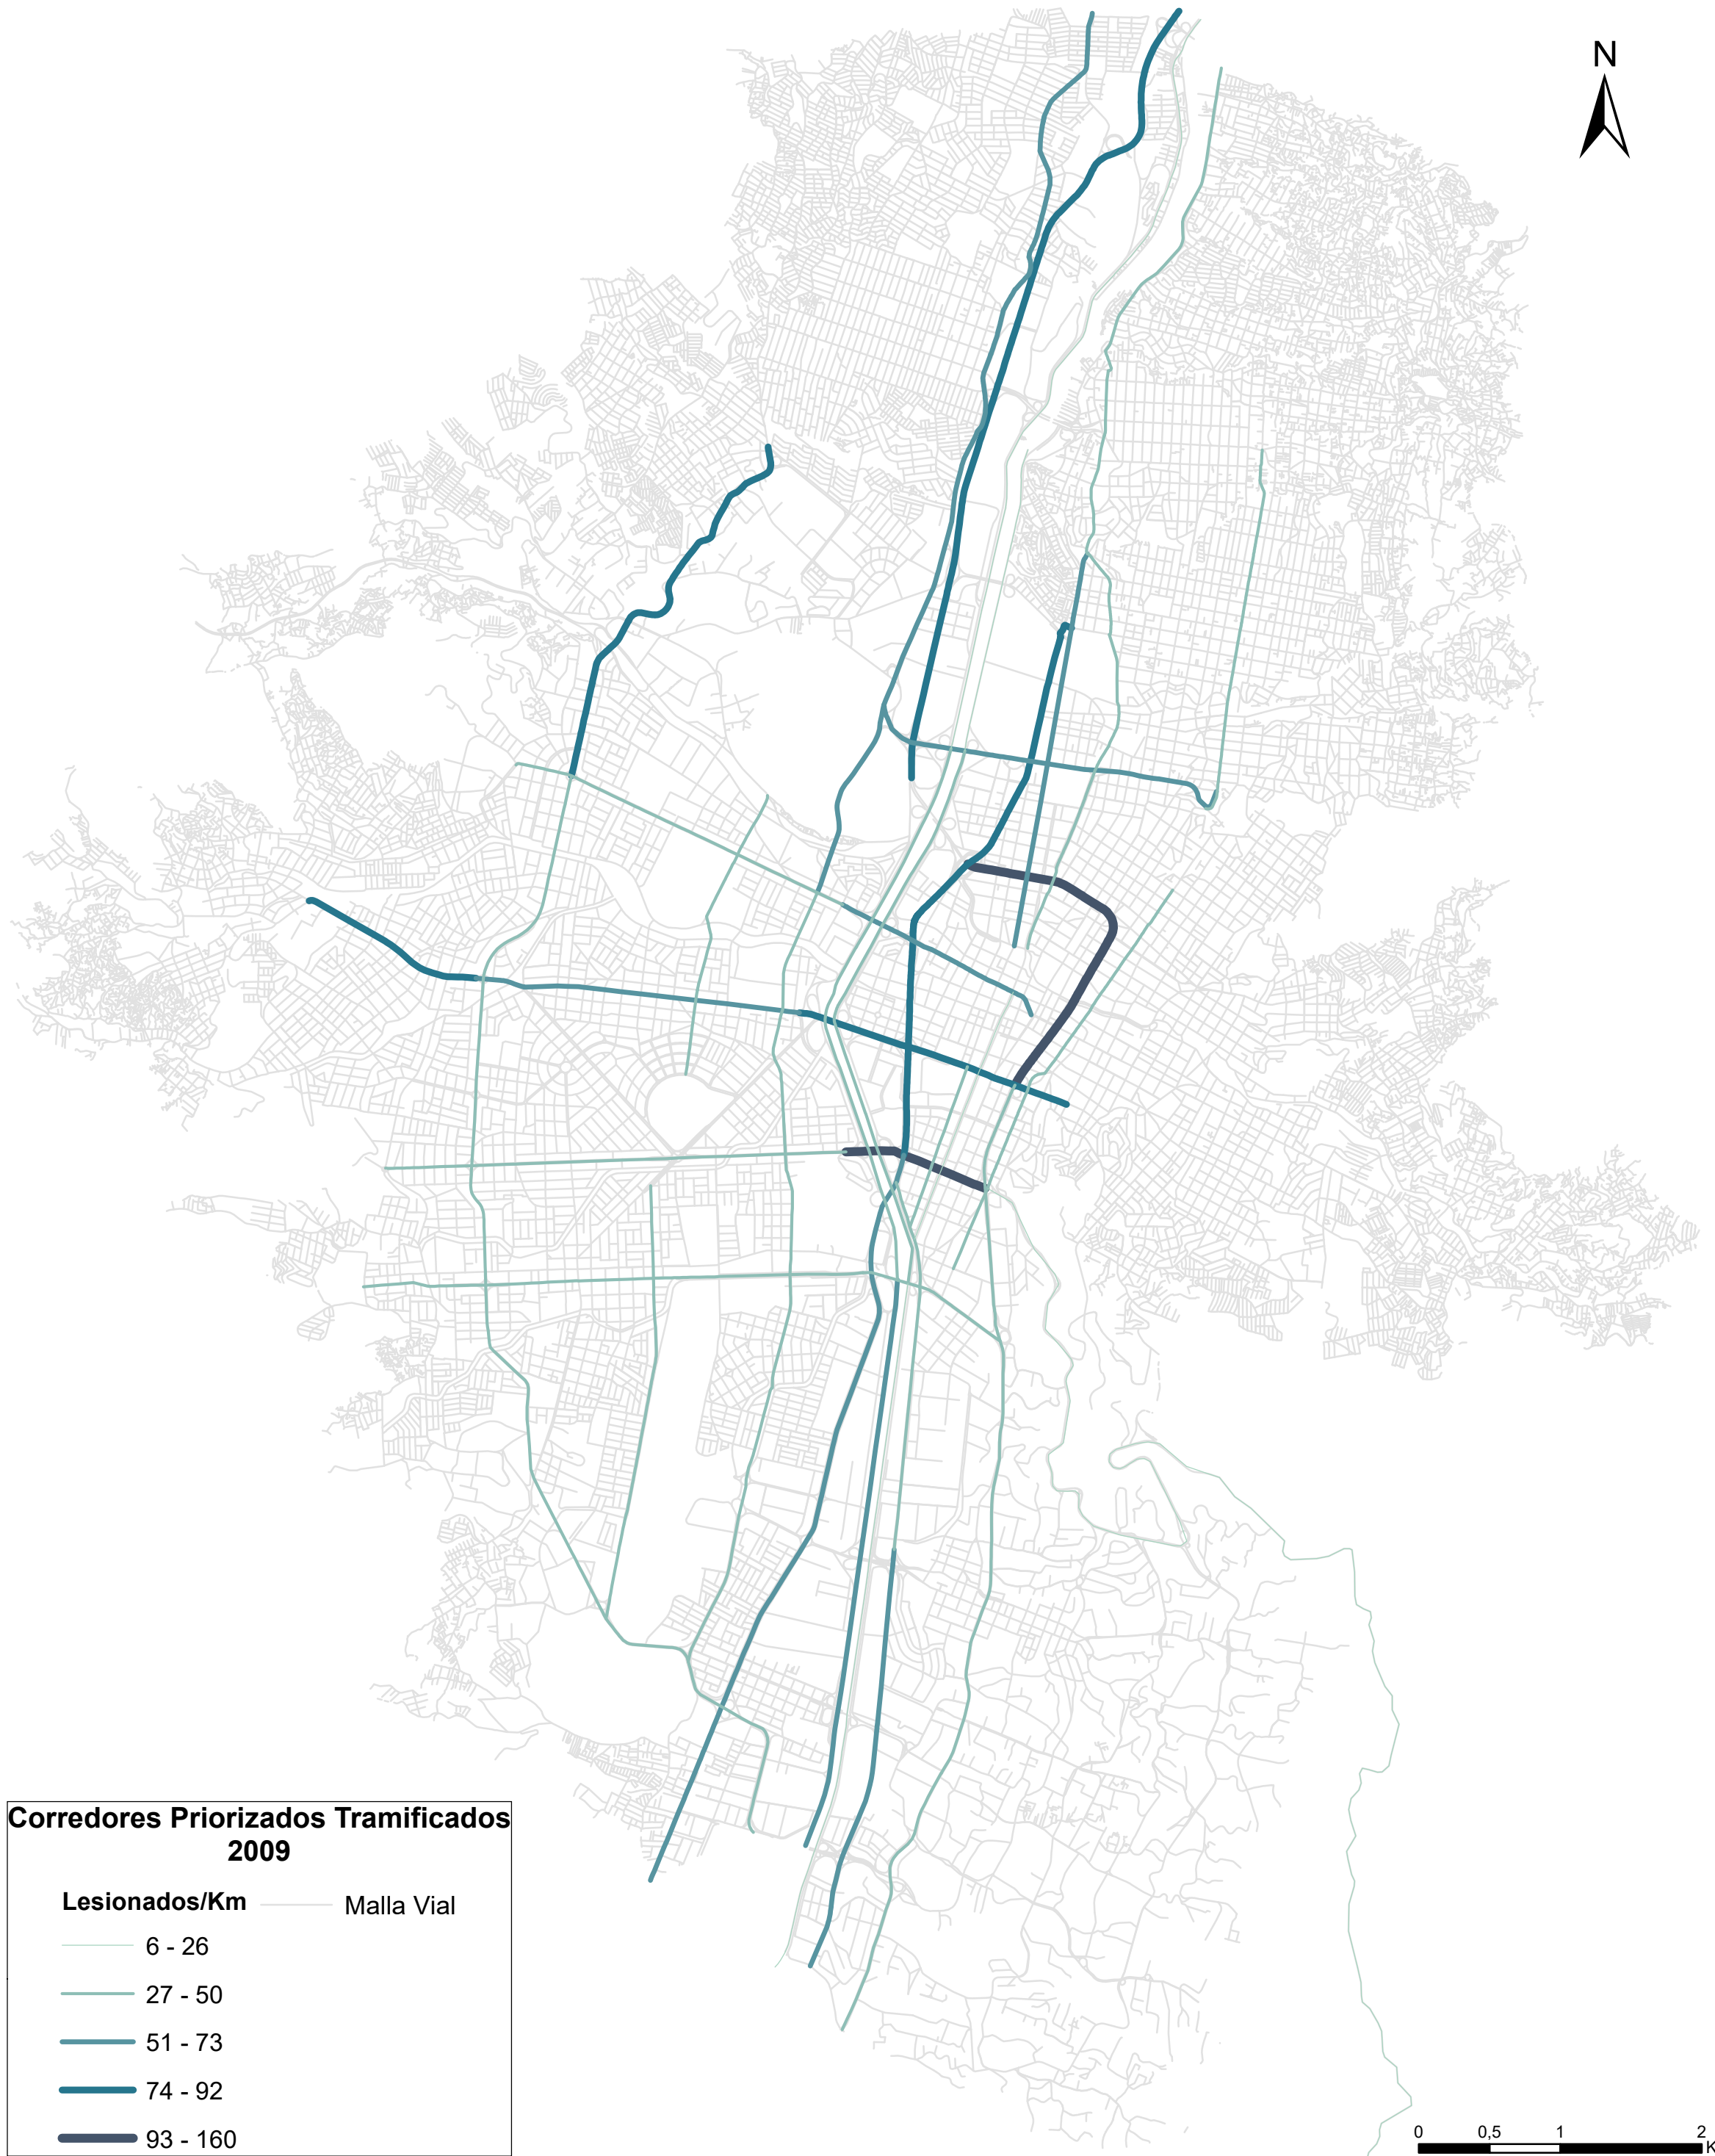 N
Corredores Priorizados Tramificados
2009
Lesionados/Km
Malla Vial
6 - 26
27 - 50
51 - 73
74 - 92
93 - 160
0 0,5 1 2
K